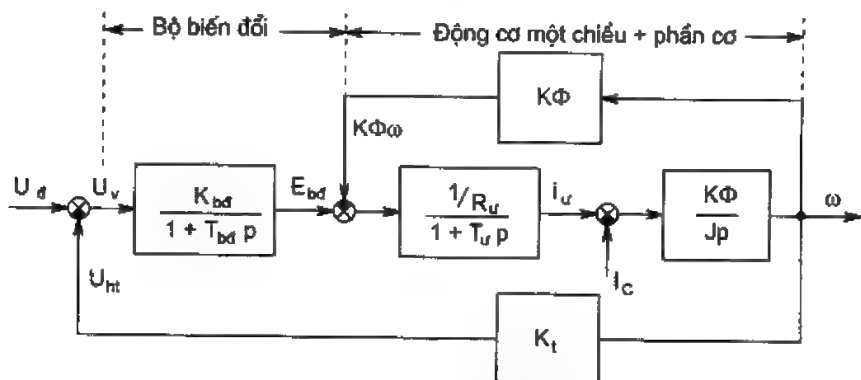 Bộ biến đổi
Động cơ một chiều + phần cơ
KΦ
KΦω
U đ
U v
K bđ
1 + T bđ p
E bđ
1/R ư
1 + T ư p
i ư
KΦ
Jp
ω
U ht
I C
K t